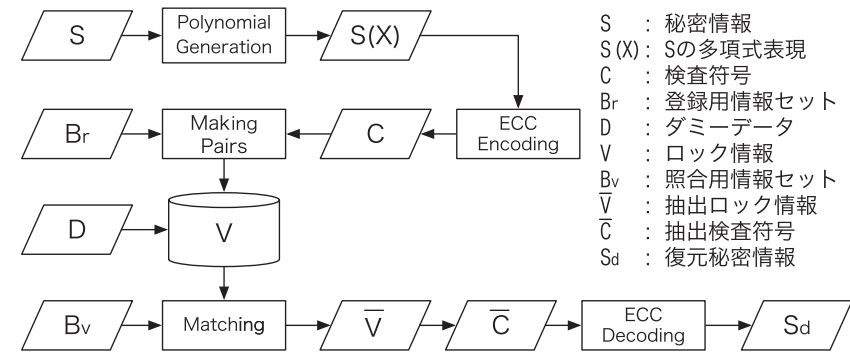 S
Polynomial
Generation
S(X)
Br
Making
Pairs
C
ECC
Encoding
D
V
Bv
Matching
V̅
C̅
ECC
Decoding
Sd
S : 秘密情報
S(X): Sの多項式表現
C : 検査符号
Br : 登録用情報セット
D : ダミーデータ
V : ロック情報
Bv : 照合用情報セット
V̅ : 抽出ロック情報
C̅ : 抽出検査符号
Sd : 復元秘密情報